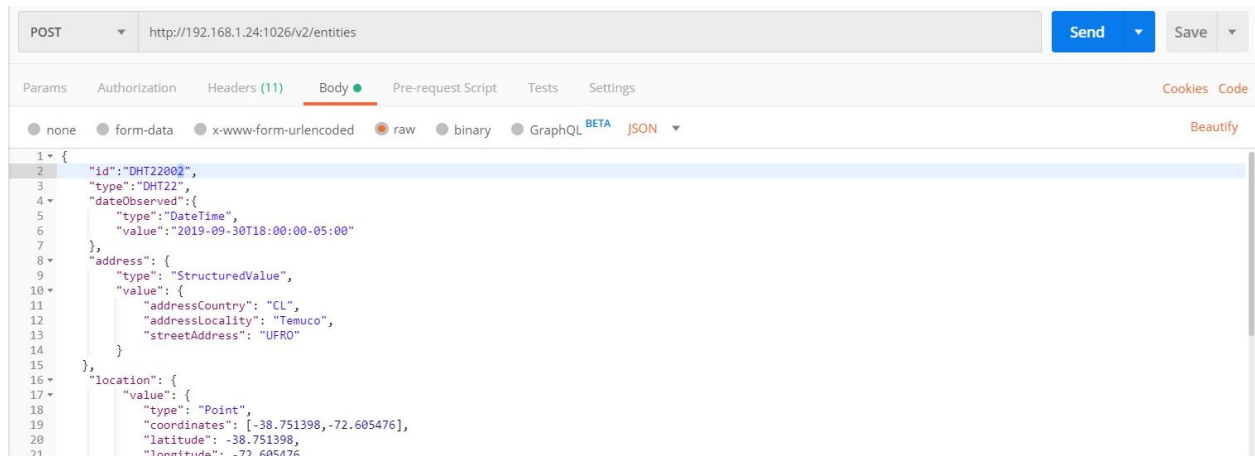 POST http://192.168.1.24:1026/v2/entities Send Save
Params Authorization Headers (11) Body Pre-request Script Tests Settings Cookies Code
none form-data x-www-form-urlencoded raw binary GraphQL BETA JSON Beautify
1 {
2 "id":"DHT22002",
3 "type":"DHT22",
4 "dateObserved":{
5 "type":"DateTime",
6 "value":"2019-09-30T18:00:00-05:00"
7 },
8 "address": {
9 "type": "StructuredValue",
10 "value": {
11 "addressCountry": "CL",
12 "addressLocality": "Temuco",
13 "streetAddress": "UFRO"
14 }
15 },
16 "location": {
17 "value": {
18 "type": "Point",
19 "coordinates": [-38.751398,-72.605476],
20 "latitude": -38.751398,
21 "longitude": -72.605476